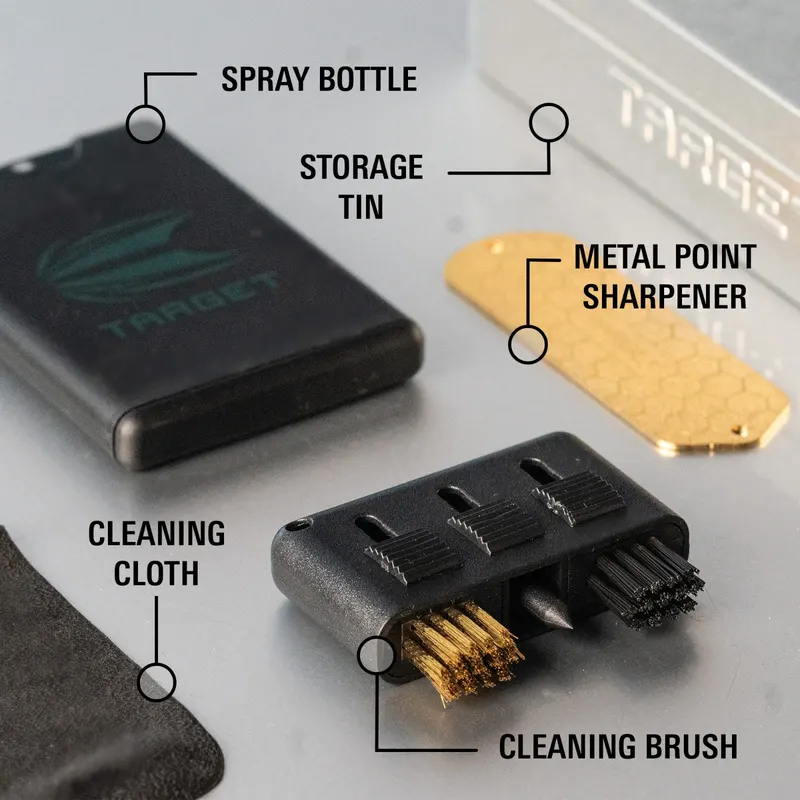 SPRAY BOTTLE
STORAGE
TIN
TARGET
METAL POINT
SHARPENER
TARGET
CLEANING
CLOTH
CLEANING BRUSH